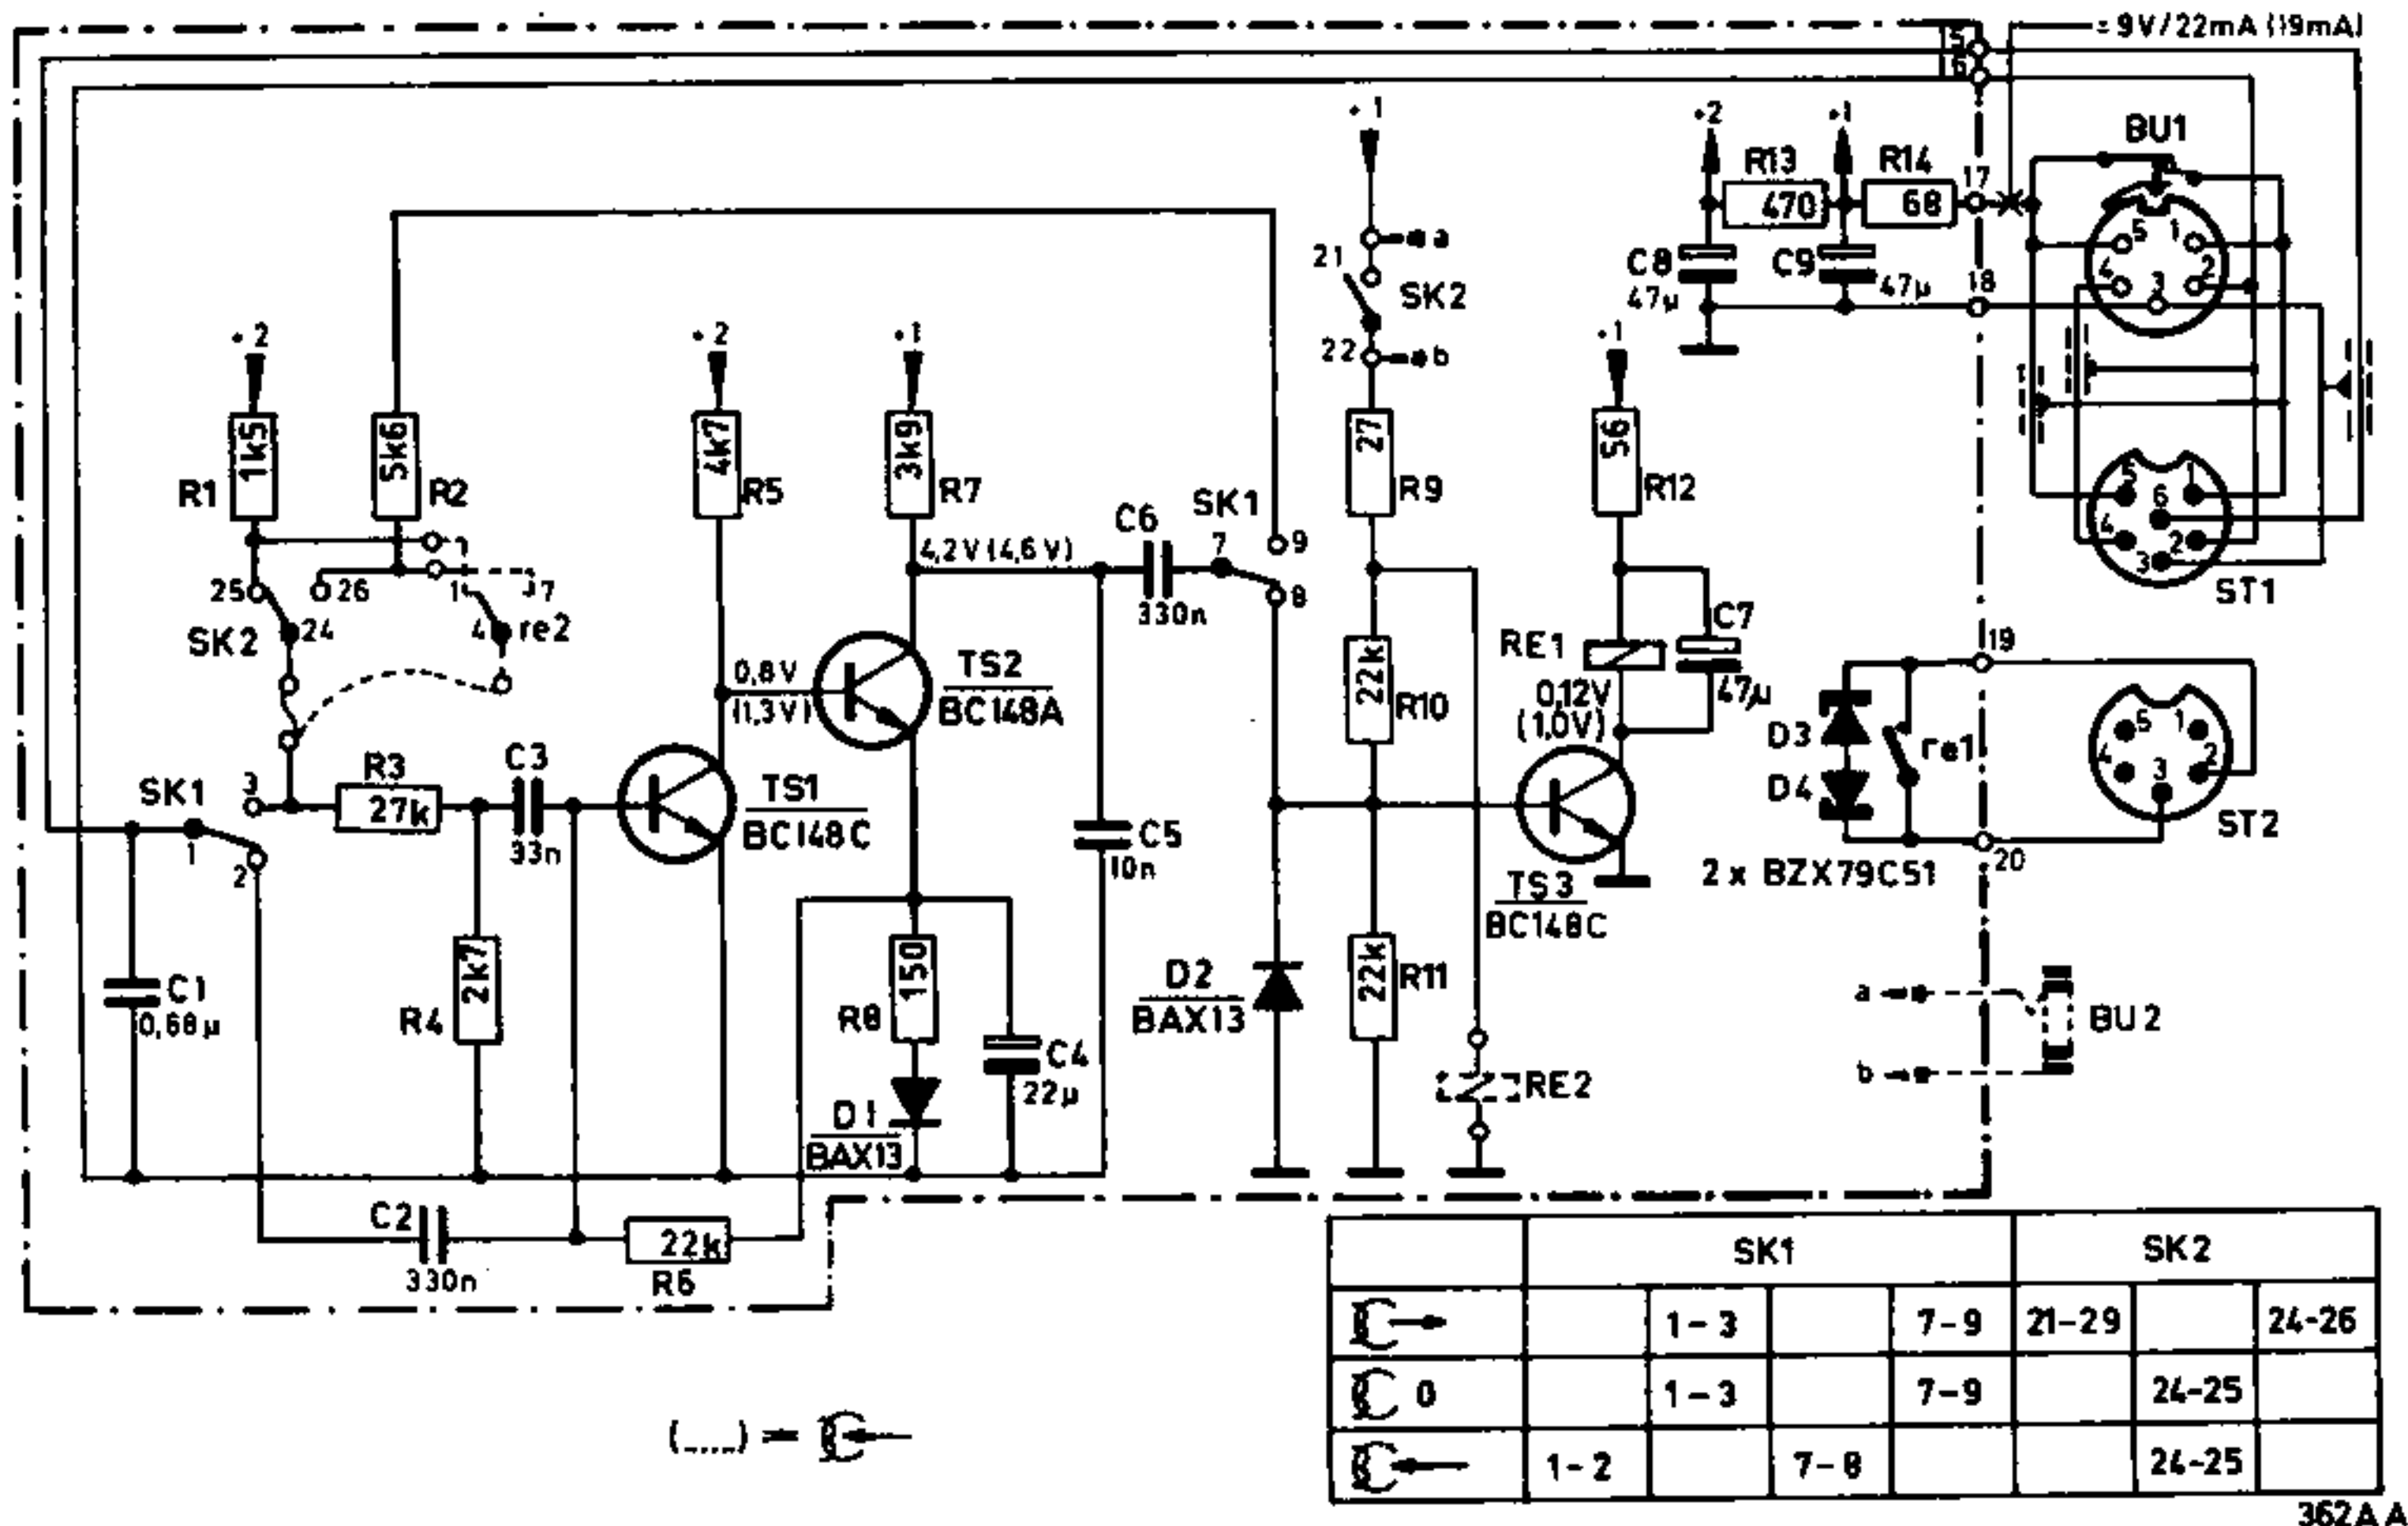 5
6
= 9V/22mA (19mA)
+1
+2
+1
BU1
R13
R14
17
470
68
a
21
SK2
22
b
C8
47µ
C9
47µ
18
5
1
4
3
2
+2
+2
+1
+1
1k5
R1
5k6
R2
4k7
R5
3k9
R7
27
R9
56
R12
5
1
6
4
2
3
ST1
C6
330n
SK1
7
9
8
4,2V (4,6V)
25
26
1
7
SK2
24
4
re2
0,8V
(1,3V)
TS2
BC148A
22k
R10
RE1
C7
47µ
0,12V
(1,0V)
19
D3
D4
re1
5
1
4
3
2
ST2
20
2 x BZX79C51
SK1
3
1
2
R3
27k
C3
33n
TS1
BC148C
C5
10n
TS3
BC148C
C1
0,68µ
R4
2k7
R8
150
D1
BAX13
C4
22µ
D2
BAX13
22k
R11
RE2
a
b
BU2
C2
330n
22k
R6
SK1 SK2
1-3 7-9 21-29 24-26
0 1-3 7-9 24-25
1-2 7-8 24-25
(.....) =
362AA